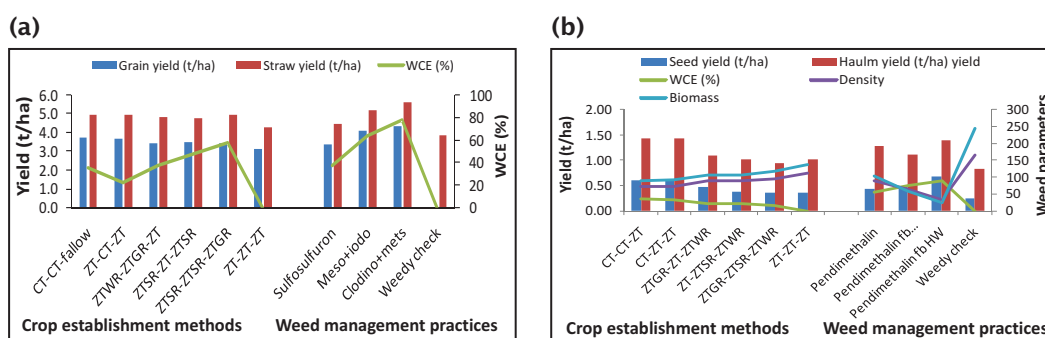 (a)
Grain yield (t/ha) Straw yield (t/ha) WCE (%)
Yield (t/ha)
6.0
5.0
4.0
3.0
2.0
1.0
0.0
100
80
60
40
20
0
WCE (%)
CT-CT-fallow
ZT-CT-ZT
ZTWR-ZTGR-ZT
ZTSR-ZT-ZTSR
ZTSR-ZTSR-ZTGR
ZT-ZT-ZT
Sulfosulfuron
Meso+iodo
Clodino+mets
Weedy check
Crop establishment methods Weed management practices
(b)
Seed yield (t/ha) Haulm yield (t/ha) yield
WCE (%) Density
Biomass
Yield (t/ha)
2.00
1.50
1.00
0.50
0.00
300
250
200
150
100
50
0
Weed parameters
CT-CT-ZT
CT-ZT-ZT
ZTGR-ZT-ZTWR
ZT-ZTSR-ZTWR
ZTGR-ZTSR-ZTWR
ZT-ZT-ZT
Pendimethalin
Pendimethalin fb...
Pendimethalin fb HW
Weedy check
Crop establishment methods Weed management practices